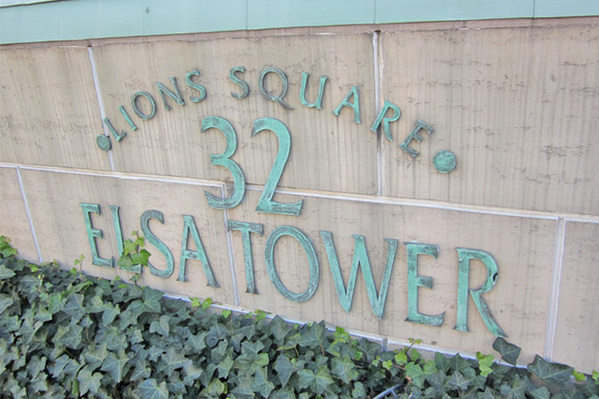 LIONS SQUARE
32
ELSA TOWER